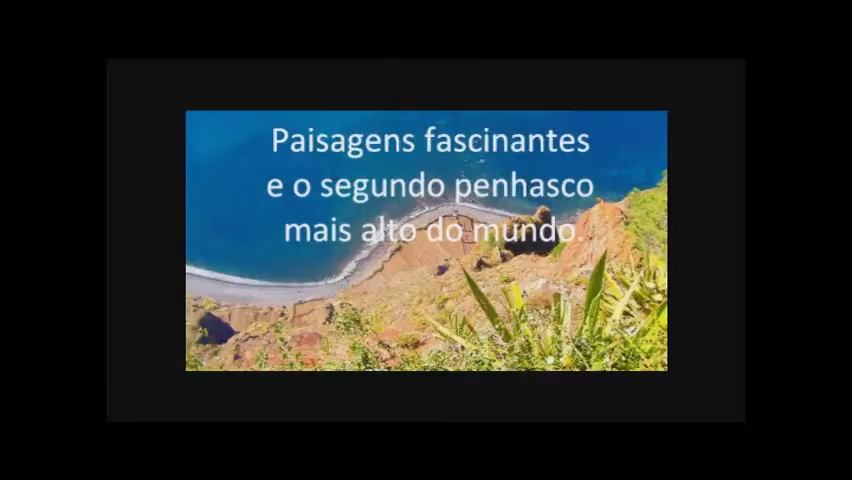 Paisagens fascinantes
e o segundo penhasco
mais alto do mundo.